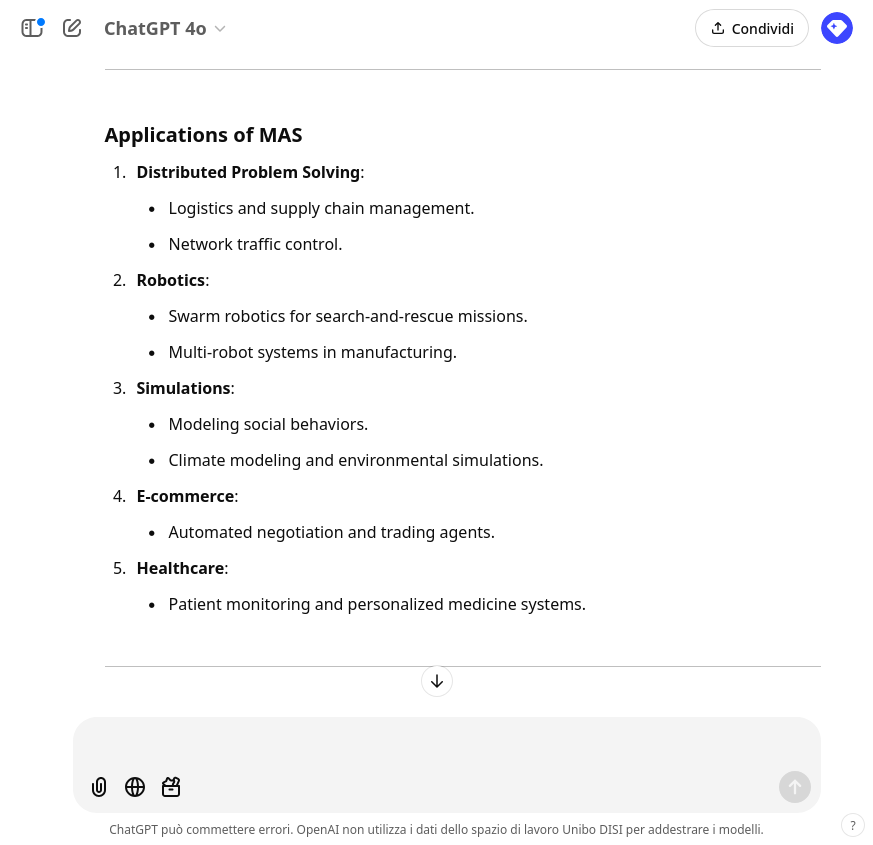 ChatGPT 4o
Condividi
Applications of MAS
1. Distributed Problem Solving:
• Logistics and supply chain management.
• Network traffic control.
2. Robotics:
• Swarm robotics for search-and-rescue missions.
• Multi-robot systems in manufacturing.
3. Simulations:
• Modeling social behaviors.
• Climate modeling and environmental simulations.
4. E-commerce:
• Automated negotiation and trading agents.
5. Healthcare:
• Patient monitoring and personalized medicine systems.
ChatGPT può commettere errori. OpenAI non utilizza i dati dello spazio di lavoro Unibo DISI per addestrare i modelli.
?